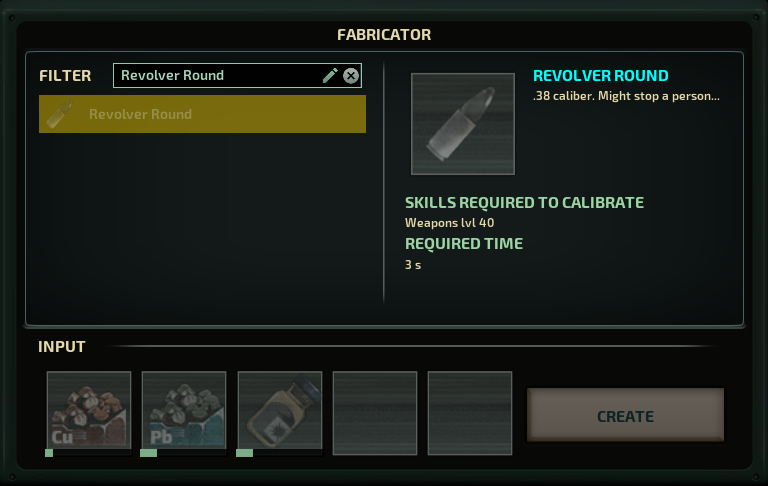 FABRICATOR
FILTER
Revolver Round
Revolver Round
REVOLVER ROUND
.38 caliber. Might stop a person...
SKILLS REQUIRED TO CALIBRATE
Weapons lvl 40
REQUIRED TIME
3 s
INPUT
Cu
Pb
CREATE